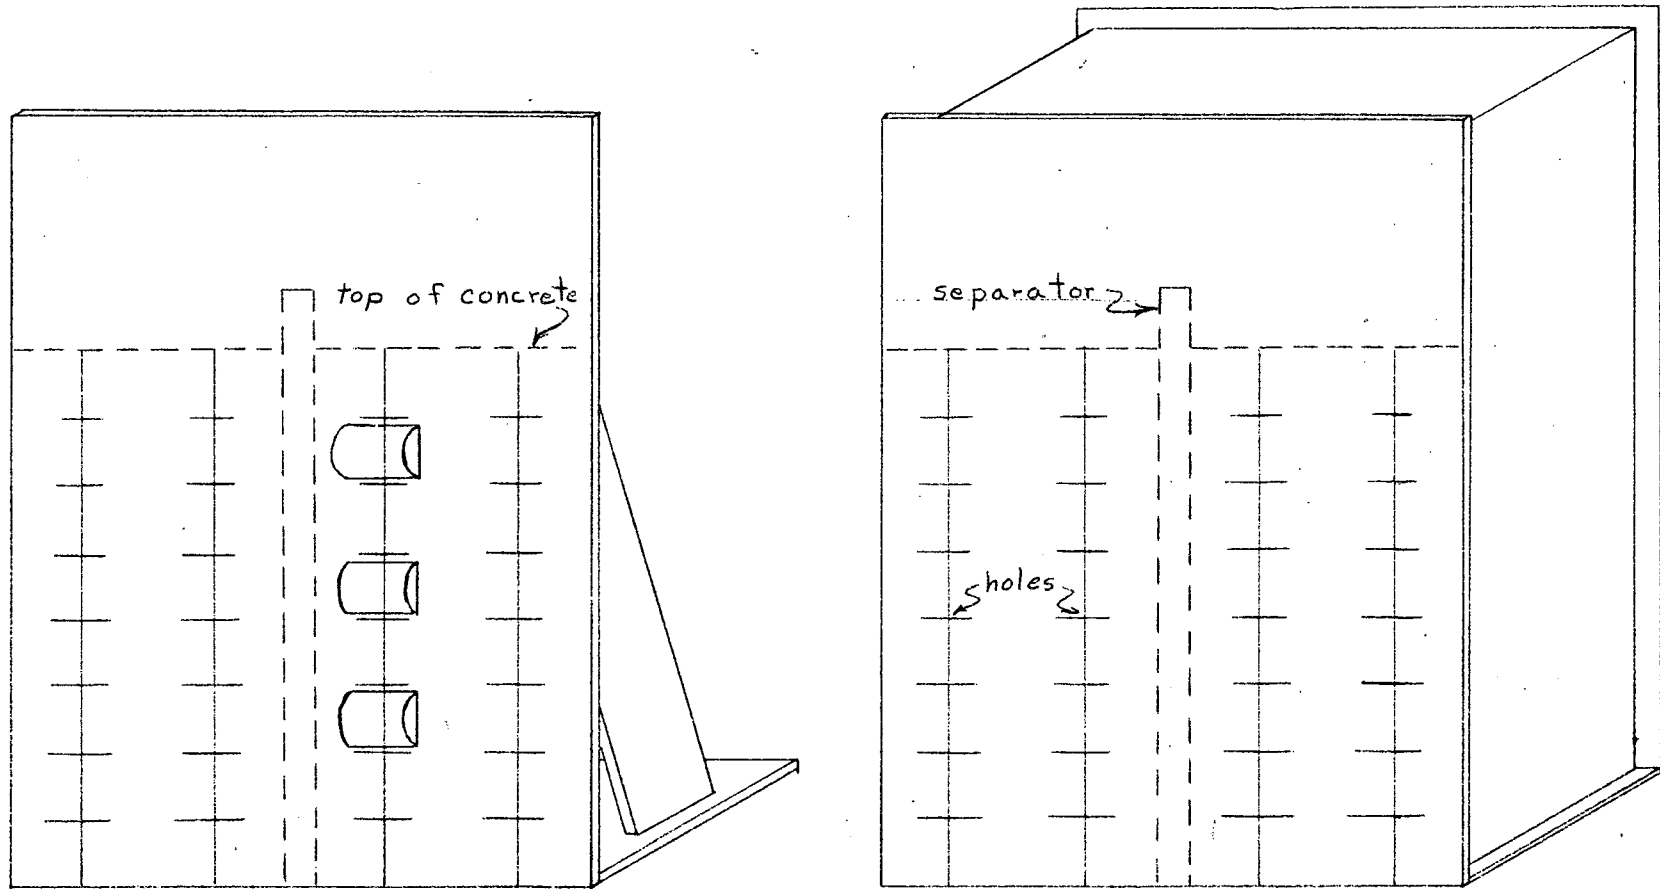 top of concrete
separator
holes